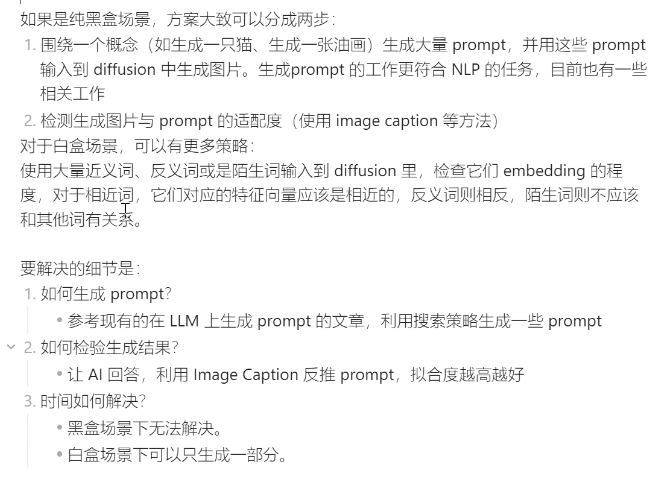 如果是纯黑盒场景，方案大致可以分成两步：
1. 围绕一个概念（如生成一只猫、生成一张油画）生成大量 prompt，并用这些 prompt
输入到 diffusion 中生成图片。生成prompt 的工作更符合 NLP 的任务，目前也有一些
相关工作
2. 检测生成图片与 prompt 的适配度（使用 image caption 等方法）
对于白盒场景，可以有更多策略：
使用大量近义词、反义词或是陌生词输入到 diffusion 里，检查它们 embedding 的程
度，对于相近词，它们对应的特征向量应该是相近的，反义词则相反，陌生词则不应该
和其他词有关系。
要解决的细节是：
1. 如何生成 prompt？
• 参考现有的在 LLM 上生成 prompt 的文章，利用搜索策略生成一些 prompt
2. 如何检验生成结果？
• 让 AI 回答，利用 Image Caption 反推 prompt，拟合度越高越好
3. 时间如何解决？
• 黑盒场景下无法解决。
• 白盒场景下可以只生成一部分。